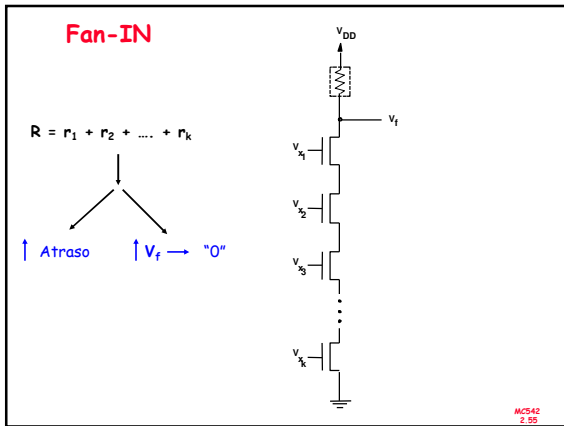 Fan-IN
R = r1 + r2 + .... + rk
↑ Atraso
↑ Vf → "0"
VDD
Vf
Vx1
Vx2
Vx3
Vxk
MC542
2.55